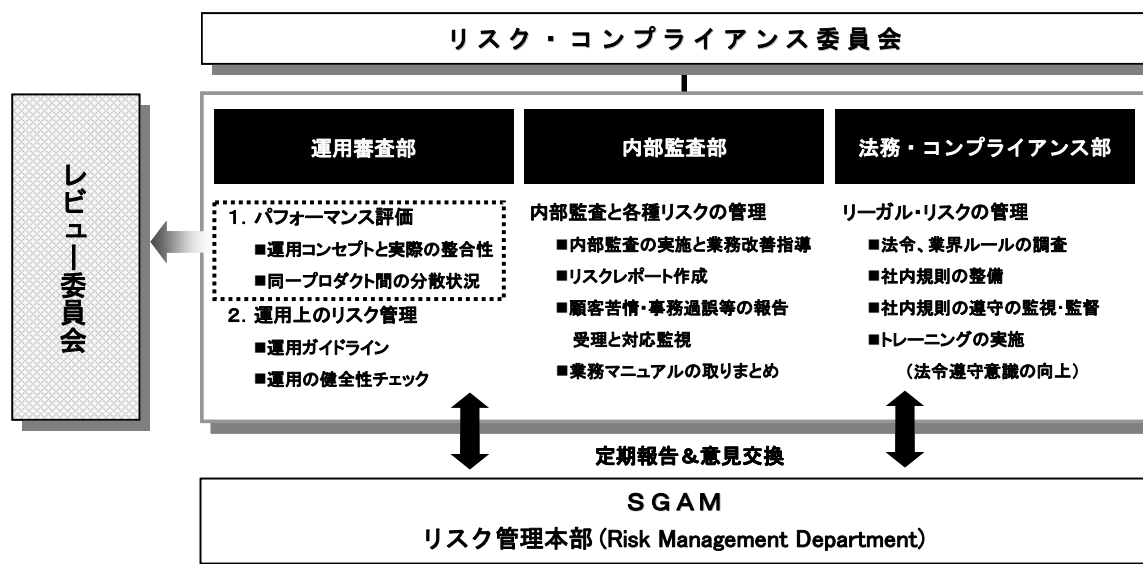 リスク・コンプライアンス委員会
レビュー委員会
運用審査部
1．パフォーマンス評価
■運用コンセプトと実際の整合性
■同一プロダクト間の分散状況
2．運用上のリスク管理
■運用ガイドライン
■運用の健全性チェック
内部監査部
内部監査と各種リスクの管理
■内部監査の実施と業務改善指導
■リスクレポート作成
■顧客苦情・事務過誤等の報告
受理と対応監視
■業務マニュアルの取りまとめ
法務・コンプライアンス部
リーガル・リスクの管理
■法令、業界ルールの調査
■社内規則の整備
■社内規則の遵守の監視・監督
■トレーニングの実施
（法令遵守意識の向上）
定期報告＆意見交換
ＳＧＡＭ
リスク管理本部 (Risk Management Department)